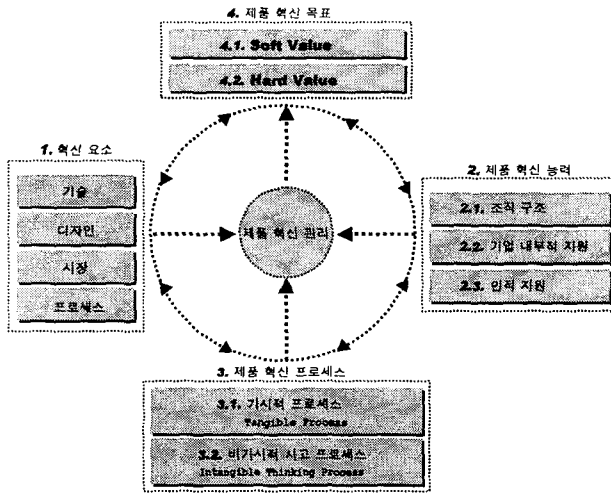 4. 제품 혁신 목표
4.1. Soft Value
4.2. Hard Value
1. 혁신 요소
기술
디자인
시장
프로세스
제품 혁신 관리
2. 제품 혁신 능력
2.1. 조직 구조
2.2. 기업 내부적 지원
2.3. 인적 지원
3. 제품 혁신 프로세스
3.1. 가시적 프로세스
Tangible Process
3.2. 비가시적 사고 프로세스
Intangible Thinking Process